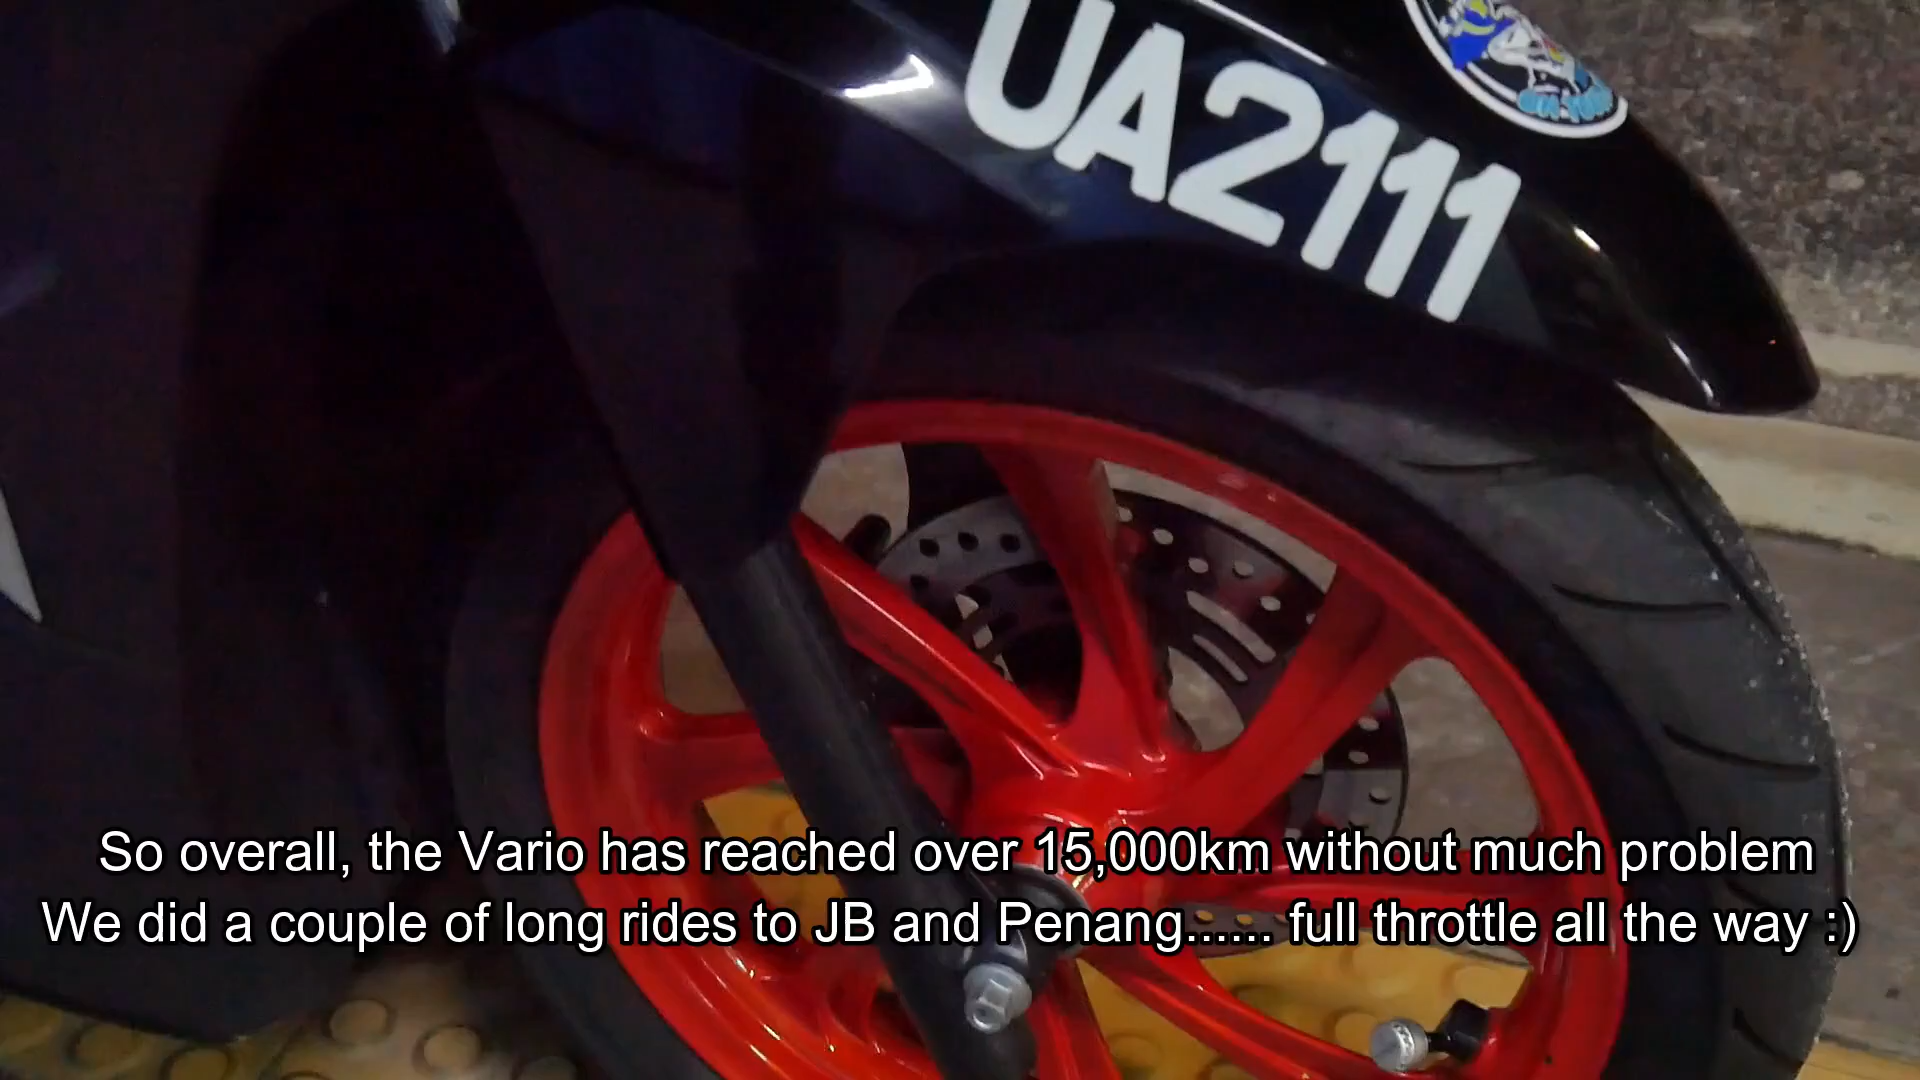 UA2111
So overall, the Vario has reached over 15,000km without much problem
We did a couple of long rides to JB and Penang...... full throttle all the way :)